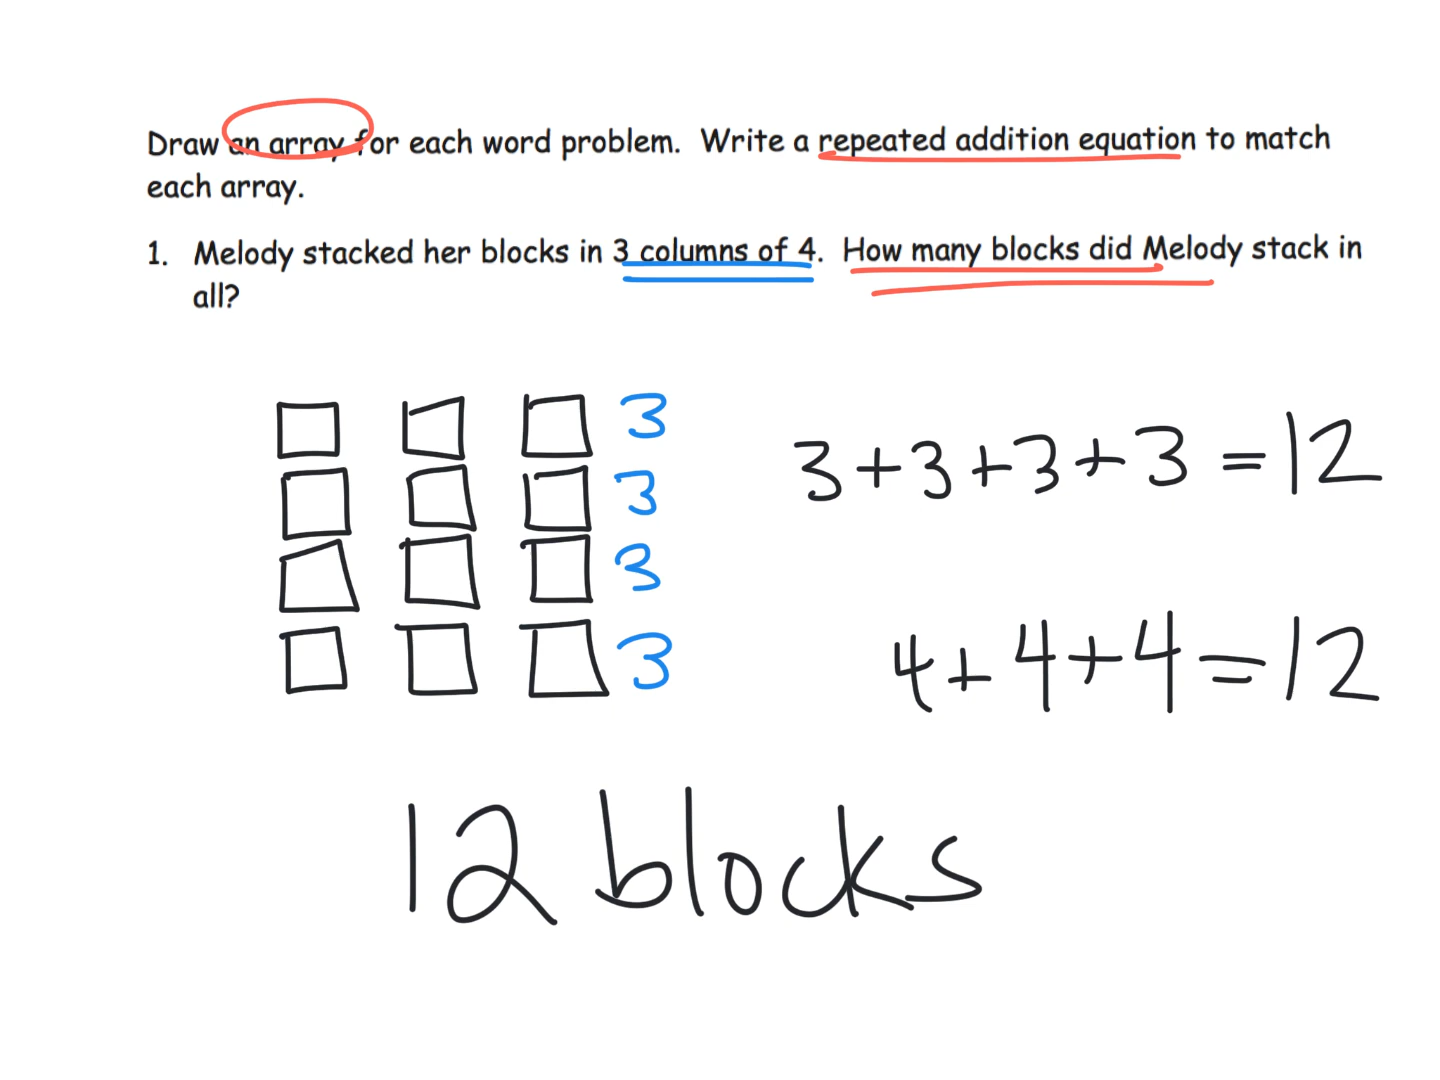 Draw an array for each word problem. Write a repeated addition equation to match
each array.
1. Melody stacked her blocks in 3 columns of 4. How many blocks did Melody stack in
all?
3
3
3
3
3+3+3+3=12
4+4+4=12
12 blocks